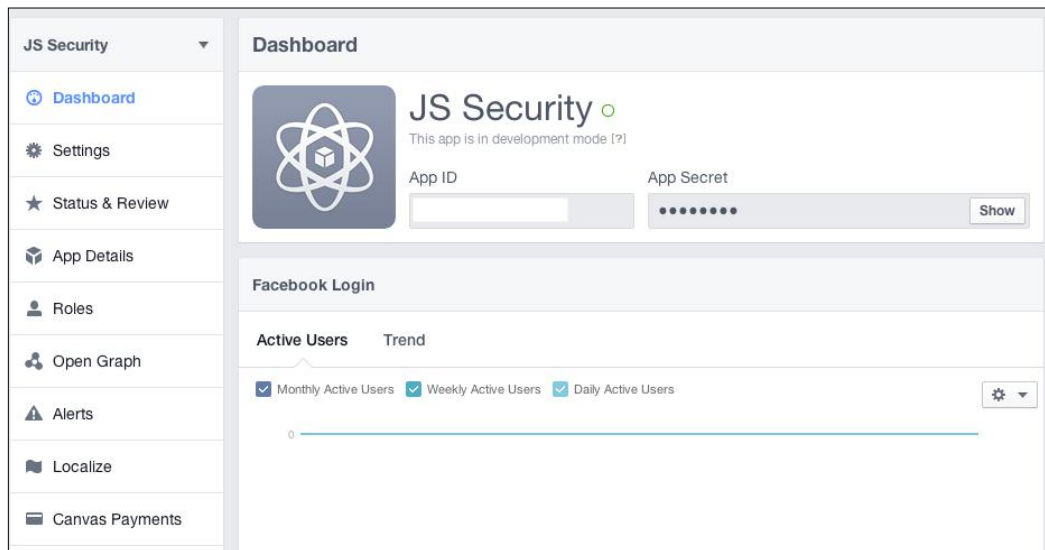 JS Security
Dashboard
Settings
Status & Review
App Details
Roles
Open Graph
Alerts
Localize
Canvas Payments
Dashboard
JS Security
This app is in development mode [?]
App ID
App Secret
●●●●●●●●
Show
Facebook Login
Active Users Trend
Monthly Active Users Weekly Active Users Daily Active Users
0